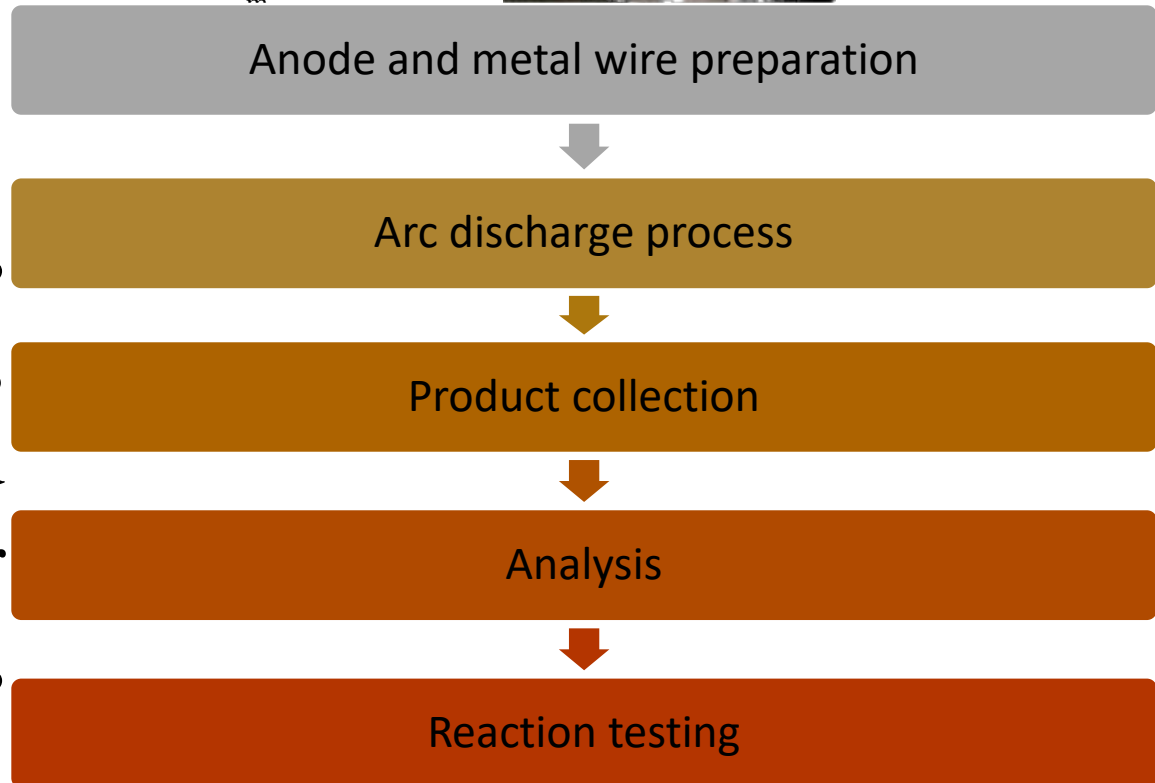 Anode and metal wire preparation
Arc discharge process
Product collection
Analysis
Reaction testing